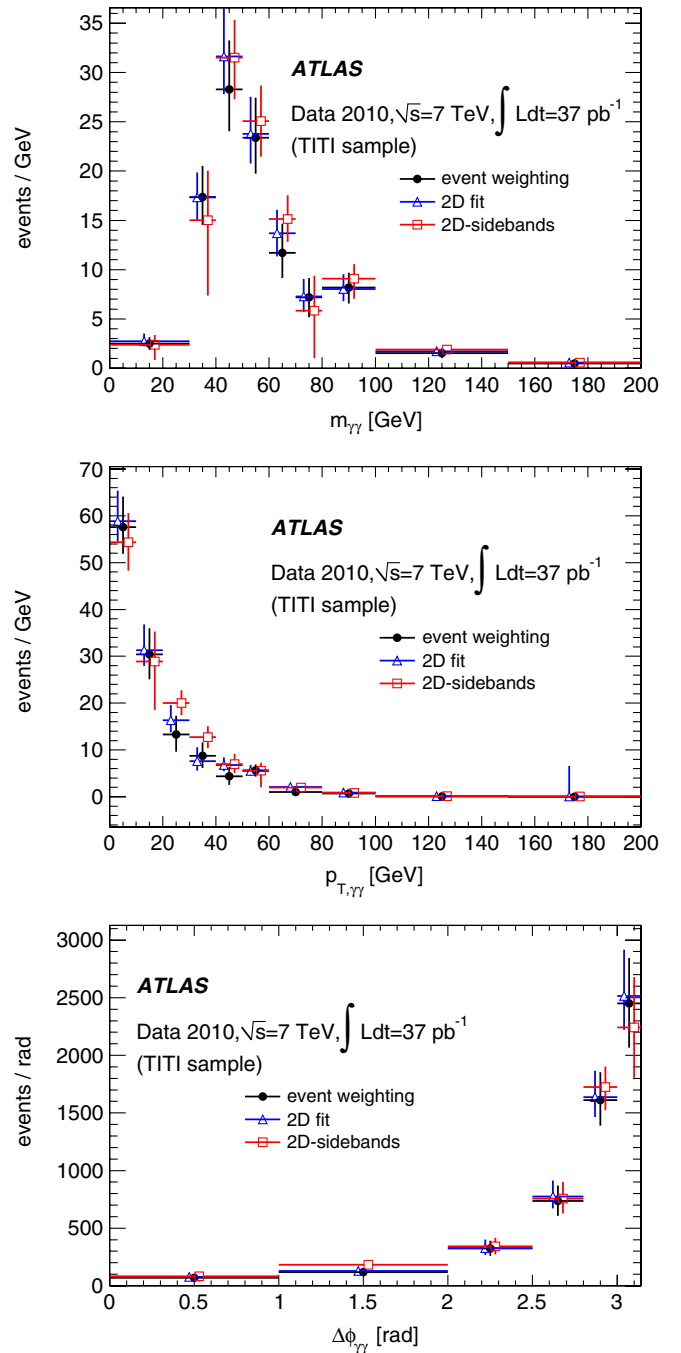 35
30
25
20
15
10
5
0
events / GeV
ATLAS
Data 2010, √s=7 TeV, ∫ Ldt=37 pb⁻¹
(TITI sample)
event weighting
2D fit
2D-sidebands
0 20 40 60 80 100 120 140 160 180 200
m_γγ [GeV]
70
60
50
40
30
20
10
0
events / GeV
ATLAS
Data 2010, √s=7 TeV, ∫ Ldt=37 pb⁻¹
(TITI sample)
event weighting
2D fit
2D-sidebands
0 20 40 60 80 100 120 140 160 180 200
p_T,γγ [GeV]
3000
2500
2000
1500
1000
500
0
events / rad
ATLAS
Data 2010, √s=7 TeV, ∫ Ldt=37 pb⁻¹
(TITI sample)
event weighting
2D fit
2D-sidebands
0 0.5 1 1.5 2 2.5 3
Δϕ_γγ [rad]